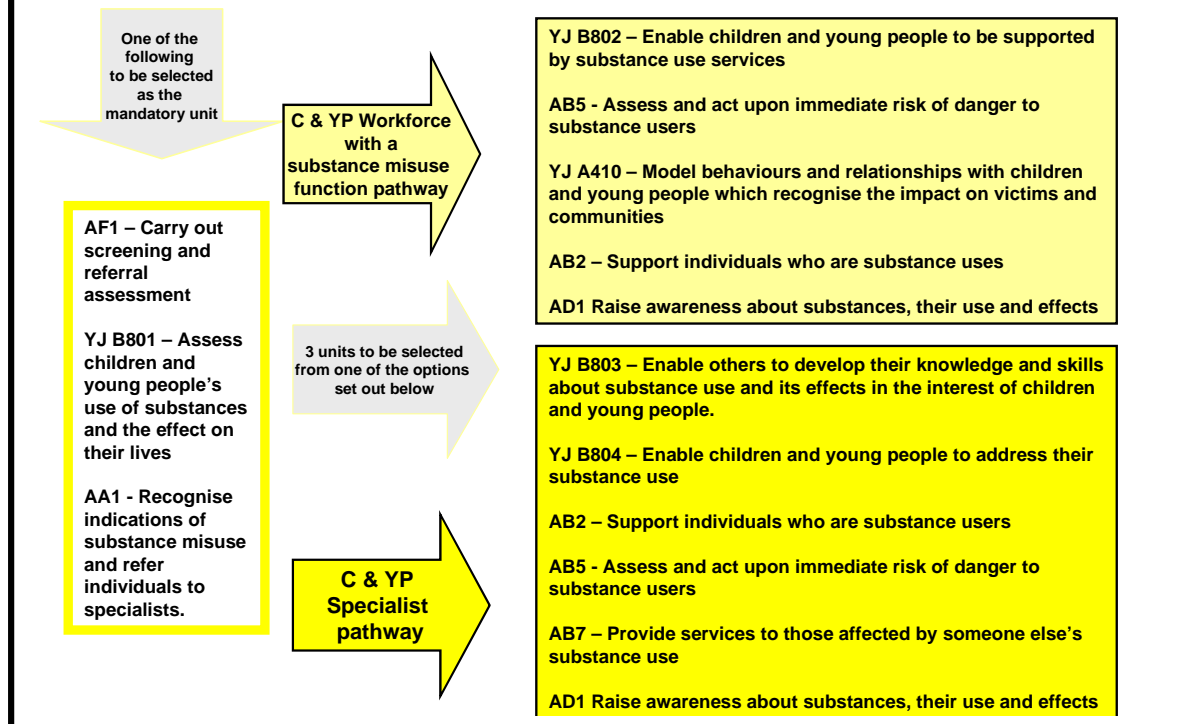 One of the
following
to be selected
as the
mandatory unit
AF1 – Carry out
screening and
referral
assessment
YJ B801 – Assess
children and
young people’s
use of substances
and the effect on
their lives
AA1 - Recognise
indications of
substance misuse
and refer
individuals to
specialists.
C & YP Workforce
with a
substance misuse
function pathway
3 units to be selected
from one of the options
set out below
C & YP
Specialist
pathway
YJ B802 – Enable children and young people to be supported
by substance use services
AB5 - Assess and act upon immediate risk of danger to
substance users
YJ A410 – Model behaviours and relationships with children
and young people which recognise the impact on victims and
communities
AB2 – Support individuals who are substance uses
AD1 Raise awareness about substances, their use and effects
YJ B803 – Enable others to develop their knowledge and skills
about substance use and its effects in the interest of children
and young people.
YJ B804 – Enable children and young people to address their
substance use
AB2 – Support individuals who are substance users
AB5 - Assess and act upon immediate risk of danger to
substance users
AB7 – Provide services to those affected by someone else’s
substance use
AD1 Raise awareness about substances, their use and effects